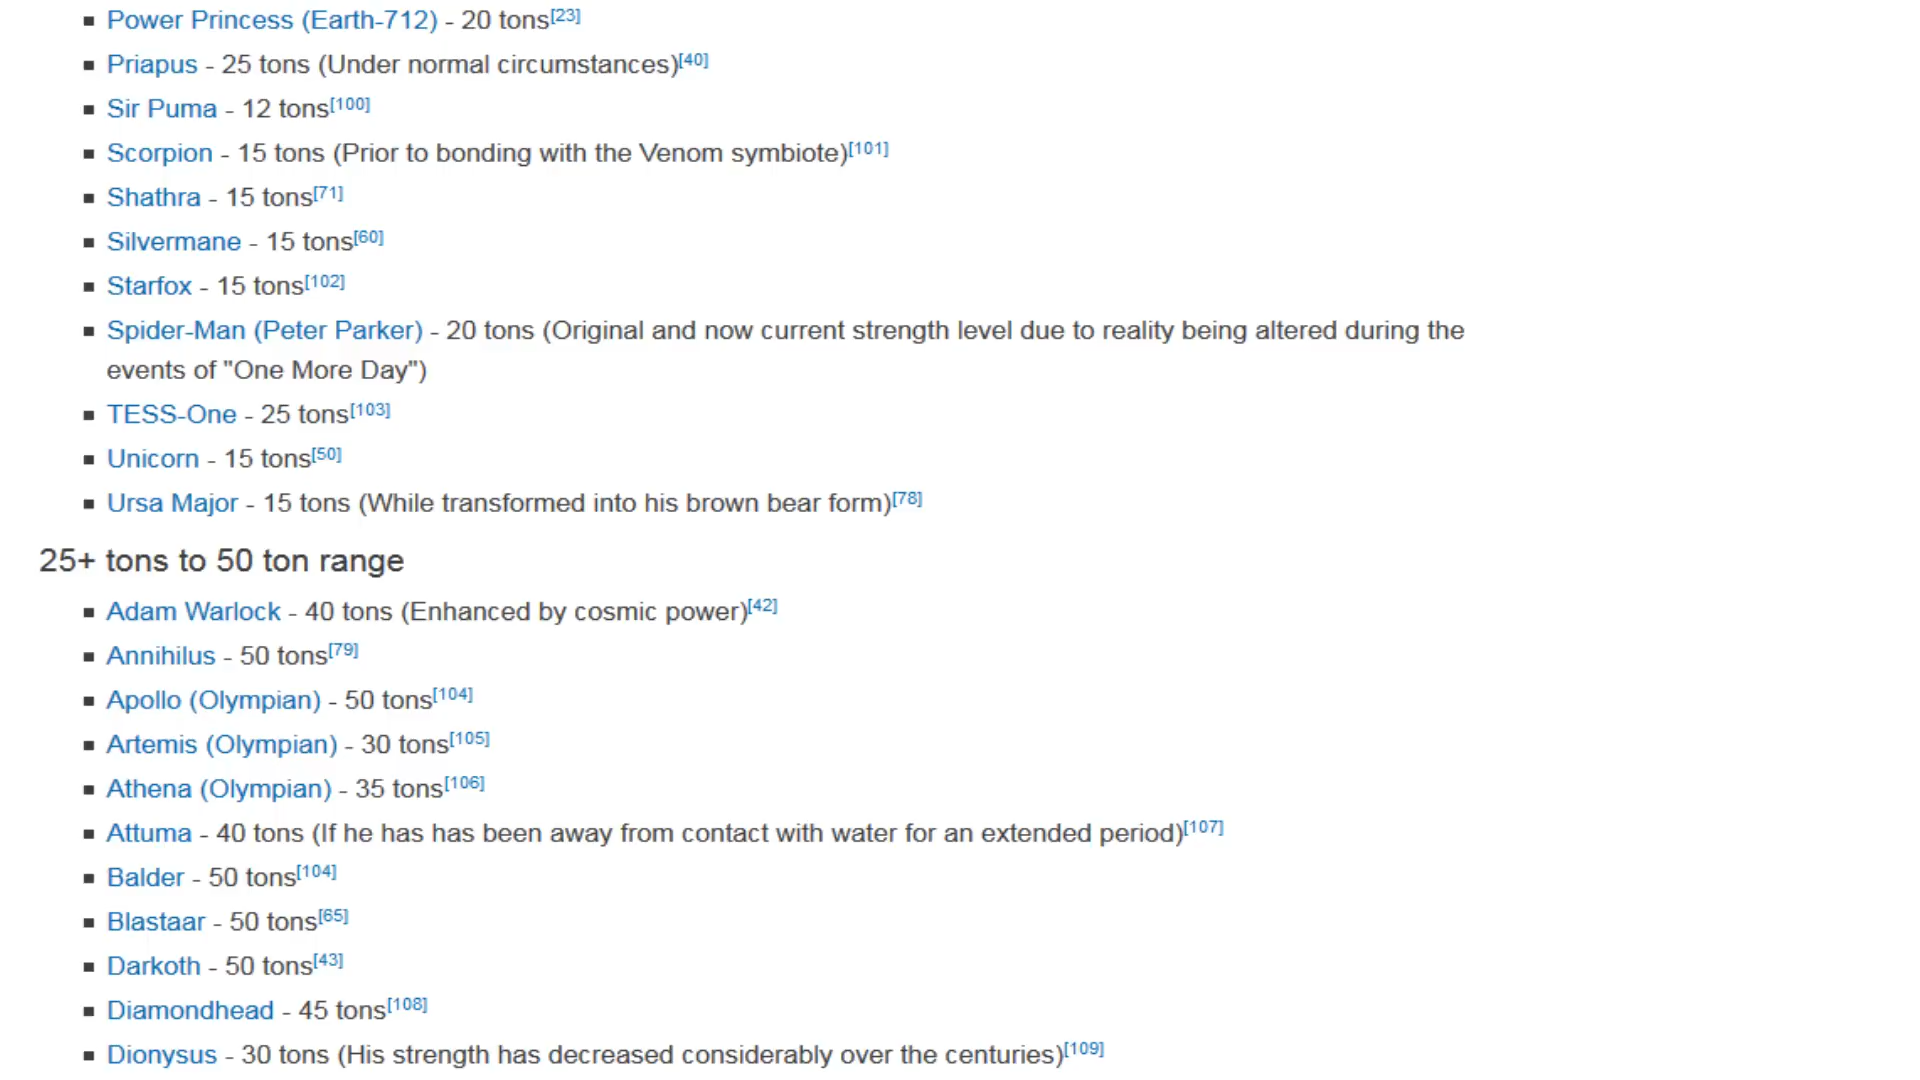 Power Princess (Earth-712) - 20 tons[23]
Priapus - 25 tons (Under normal circumstances)[40]
Sir Puma - 12 tons[100]
Scorpion - 15 tons (Prior to bonding with the Venom symbiote)[101]
Shathra - 15 tons[71]
Silvermane - 15 tons[60]
Starfox - 15 tons[102]
Spider-Man (Peter Parker) - 20 tons (Original and now current strength level due to reality being altered during the
events of "One More Day")
TESS-One - 25 tons[103]
Unicorn - 15 tons[50]
Ursa Major - 15 tons (While transformed into his brown bear form)[78]
25+ tons to 50 ton range
Adam Warlock - 40 tons (Enhanced by cosmic power)[42]
Annihilus - 50 tons[79]
Apollo (Olympian) - 50 tons[104]
Artemis (Olympian) - 30 tons[105]
Athena (Olympian) - 35 tons[106]
Attuma - 40 tons (If he has has been away from contact with water for an extended period)[107]
Balder - 50 tons[104]
Blastaar - 50 tons[65]
Darkoth - 50 tons[43]
Diamondhead - 45 tons[108]
Dionysus - 30 tons (His strength has decreased considerably over the centuries)[109]